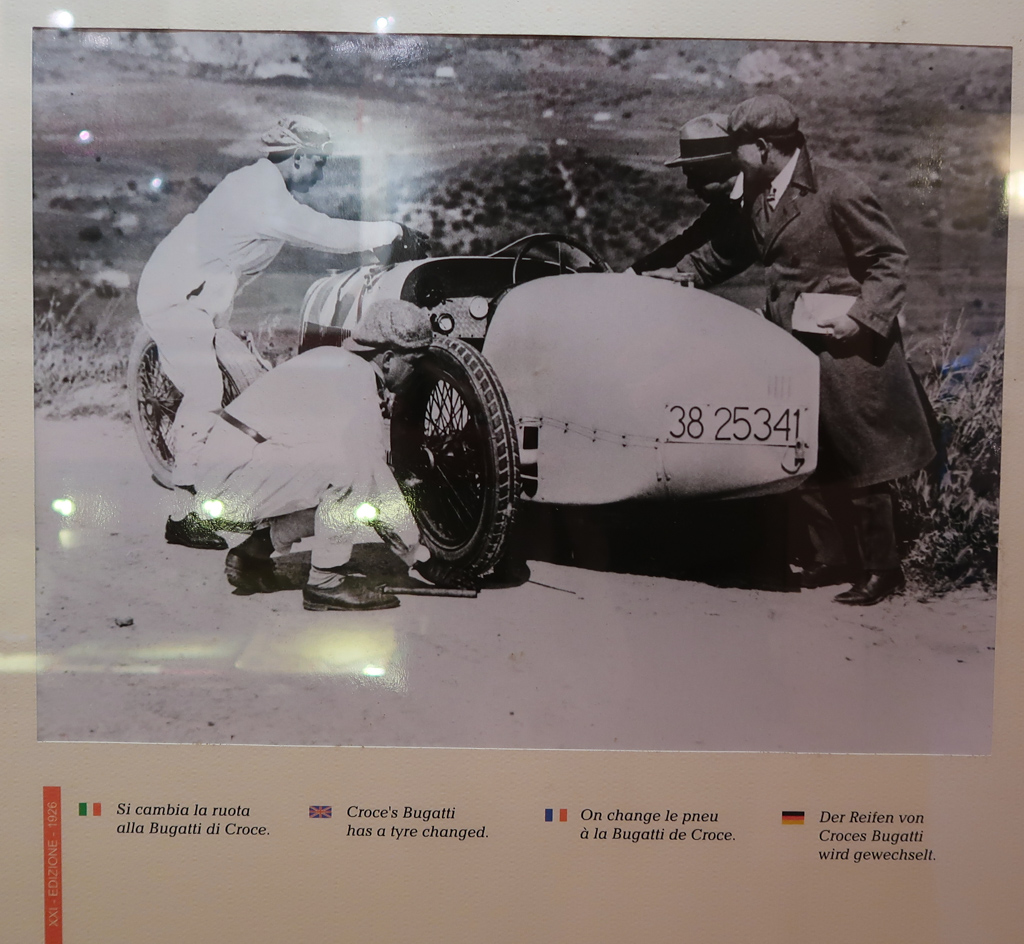 38 25341
XXI - EDIZIONE - 1926
Si cambia la ruota
alla Bugatti di Croce.
Croce's Bugatti
has a tyre changed.
On change le pneu
à la Bugatti de Croce.
Der Reifen von
Croces Bugatti
wird gewechselt.